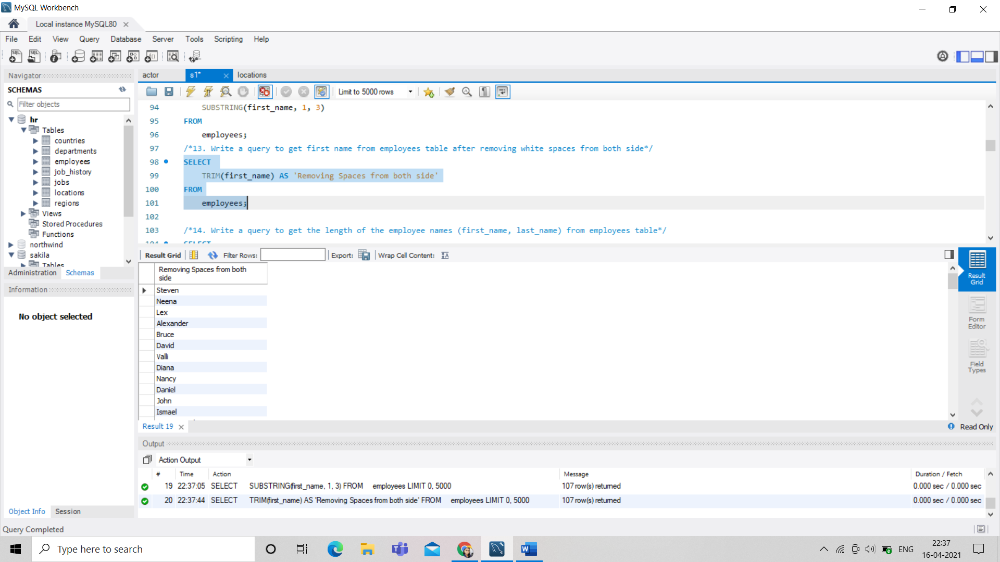 MySQL Workbench
Local instance MySQL80
File Edit View Query Database Server Tools Scripting Help
Navigator
SCHEMAS
Filter objects
hr
Tables
countries
departments
employees
job_history
jobs
locations
regions
Views
Stored Procedures
Functions
northwind
sakila
Tables
Administration Schemas
Information
No object selected
Object Info Session
actor s1* locations
Limit to 5000 rows
94 SUBSTRING(first_name, 1, 3)
95 FROM
96 employees;
97 /*13. Write a query to get first name from employees table after removing white spaces from both side*/
98 SELECT
99 TRIM(first_name) AS 'Removing Spaces from both side'
100 FROM
101 employees;
102
103 /*14. Write a query to get the length of the employee names (first_name, last_name) from employees table*/
104 SELECT
Result Grid Filter Rows: Export: Wrap Cell Content:
Removing Spaces from both
side
Steven
Neena
Lex
Alexander
Bruce
David
Valli
Diana
Nancy
Daniel
John
Ismael
Result
Grid
Form
Editor
Field
Types
Result 19 Read Only
Output
Action Output
# Time Action Message Duration / Fetch
19 22:37:05 SELECT SUBSTRING(first_name, 1, 3) FROM employees LIMIT 0, 5000 107 row(s) returned 0.000 sec / 0.000 sec
20 22:37:44 SELECT TRIM(first_name) AS 'Removing Spaces from both side' FROM employees LIMIT 0, 5000 107 row(s) returned 0.000 sec / 0.000 sec
Query Completed
Type here to search
ENG
22:37
16-04-2021